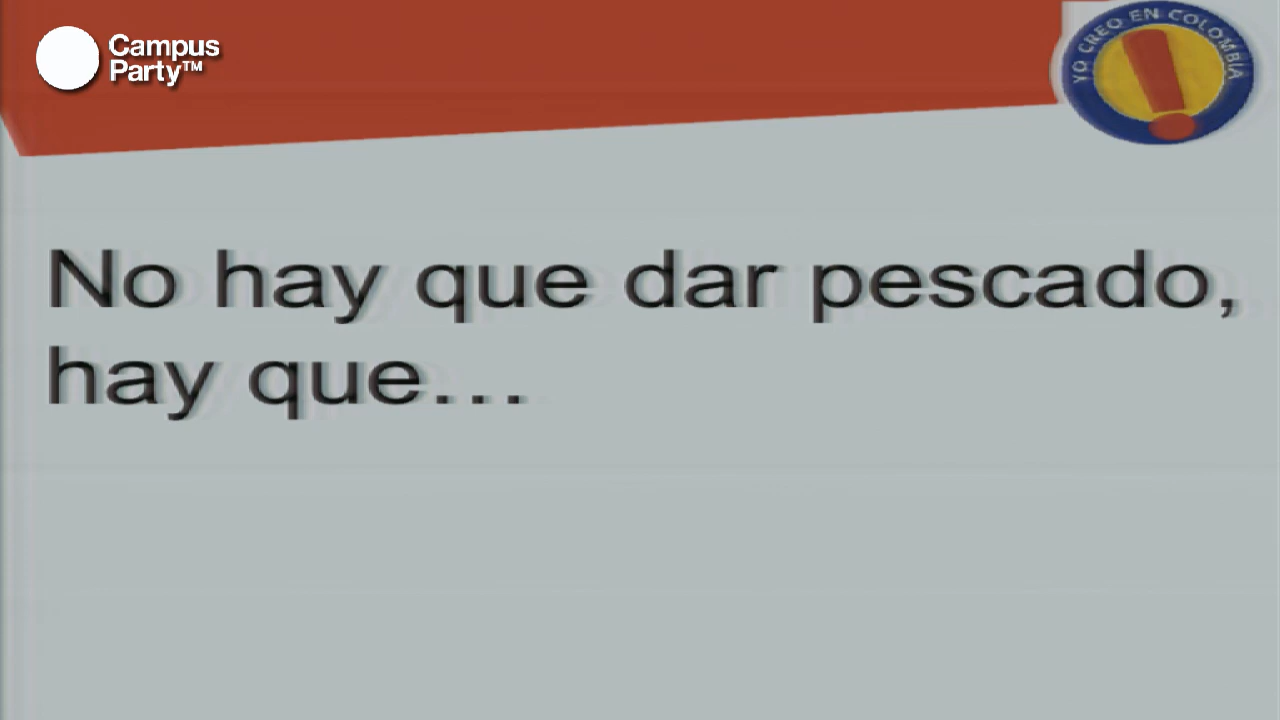 Campus
Party™
YO CREO EN COLOMBIA
No hay que dar pescado,
hay que...